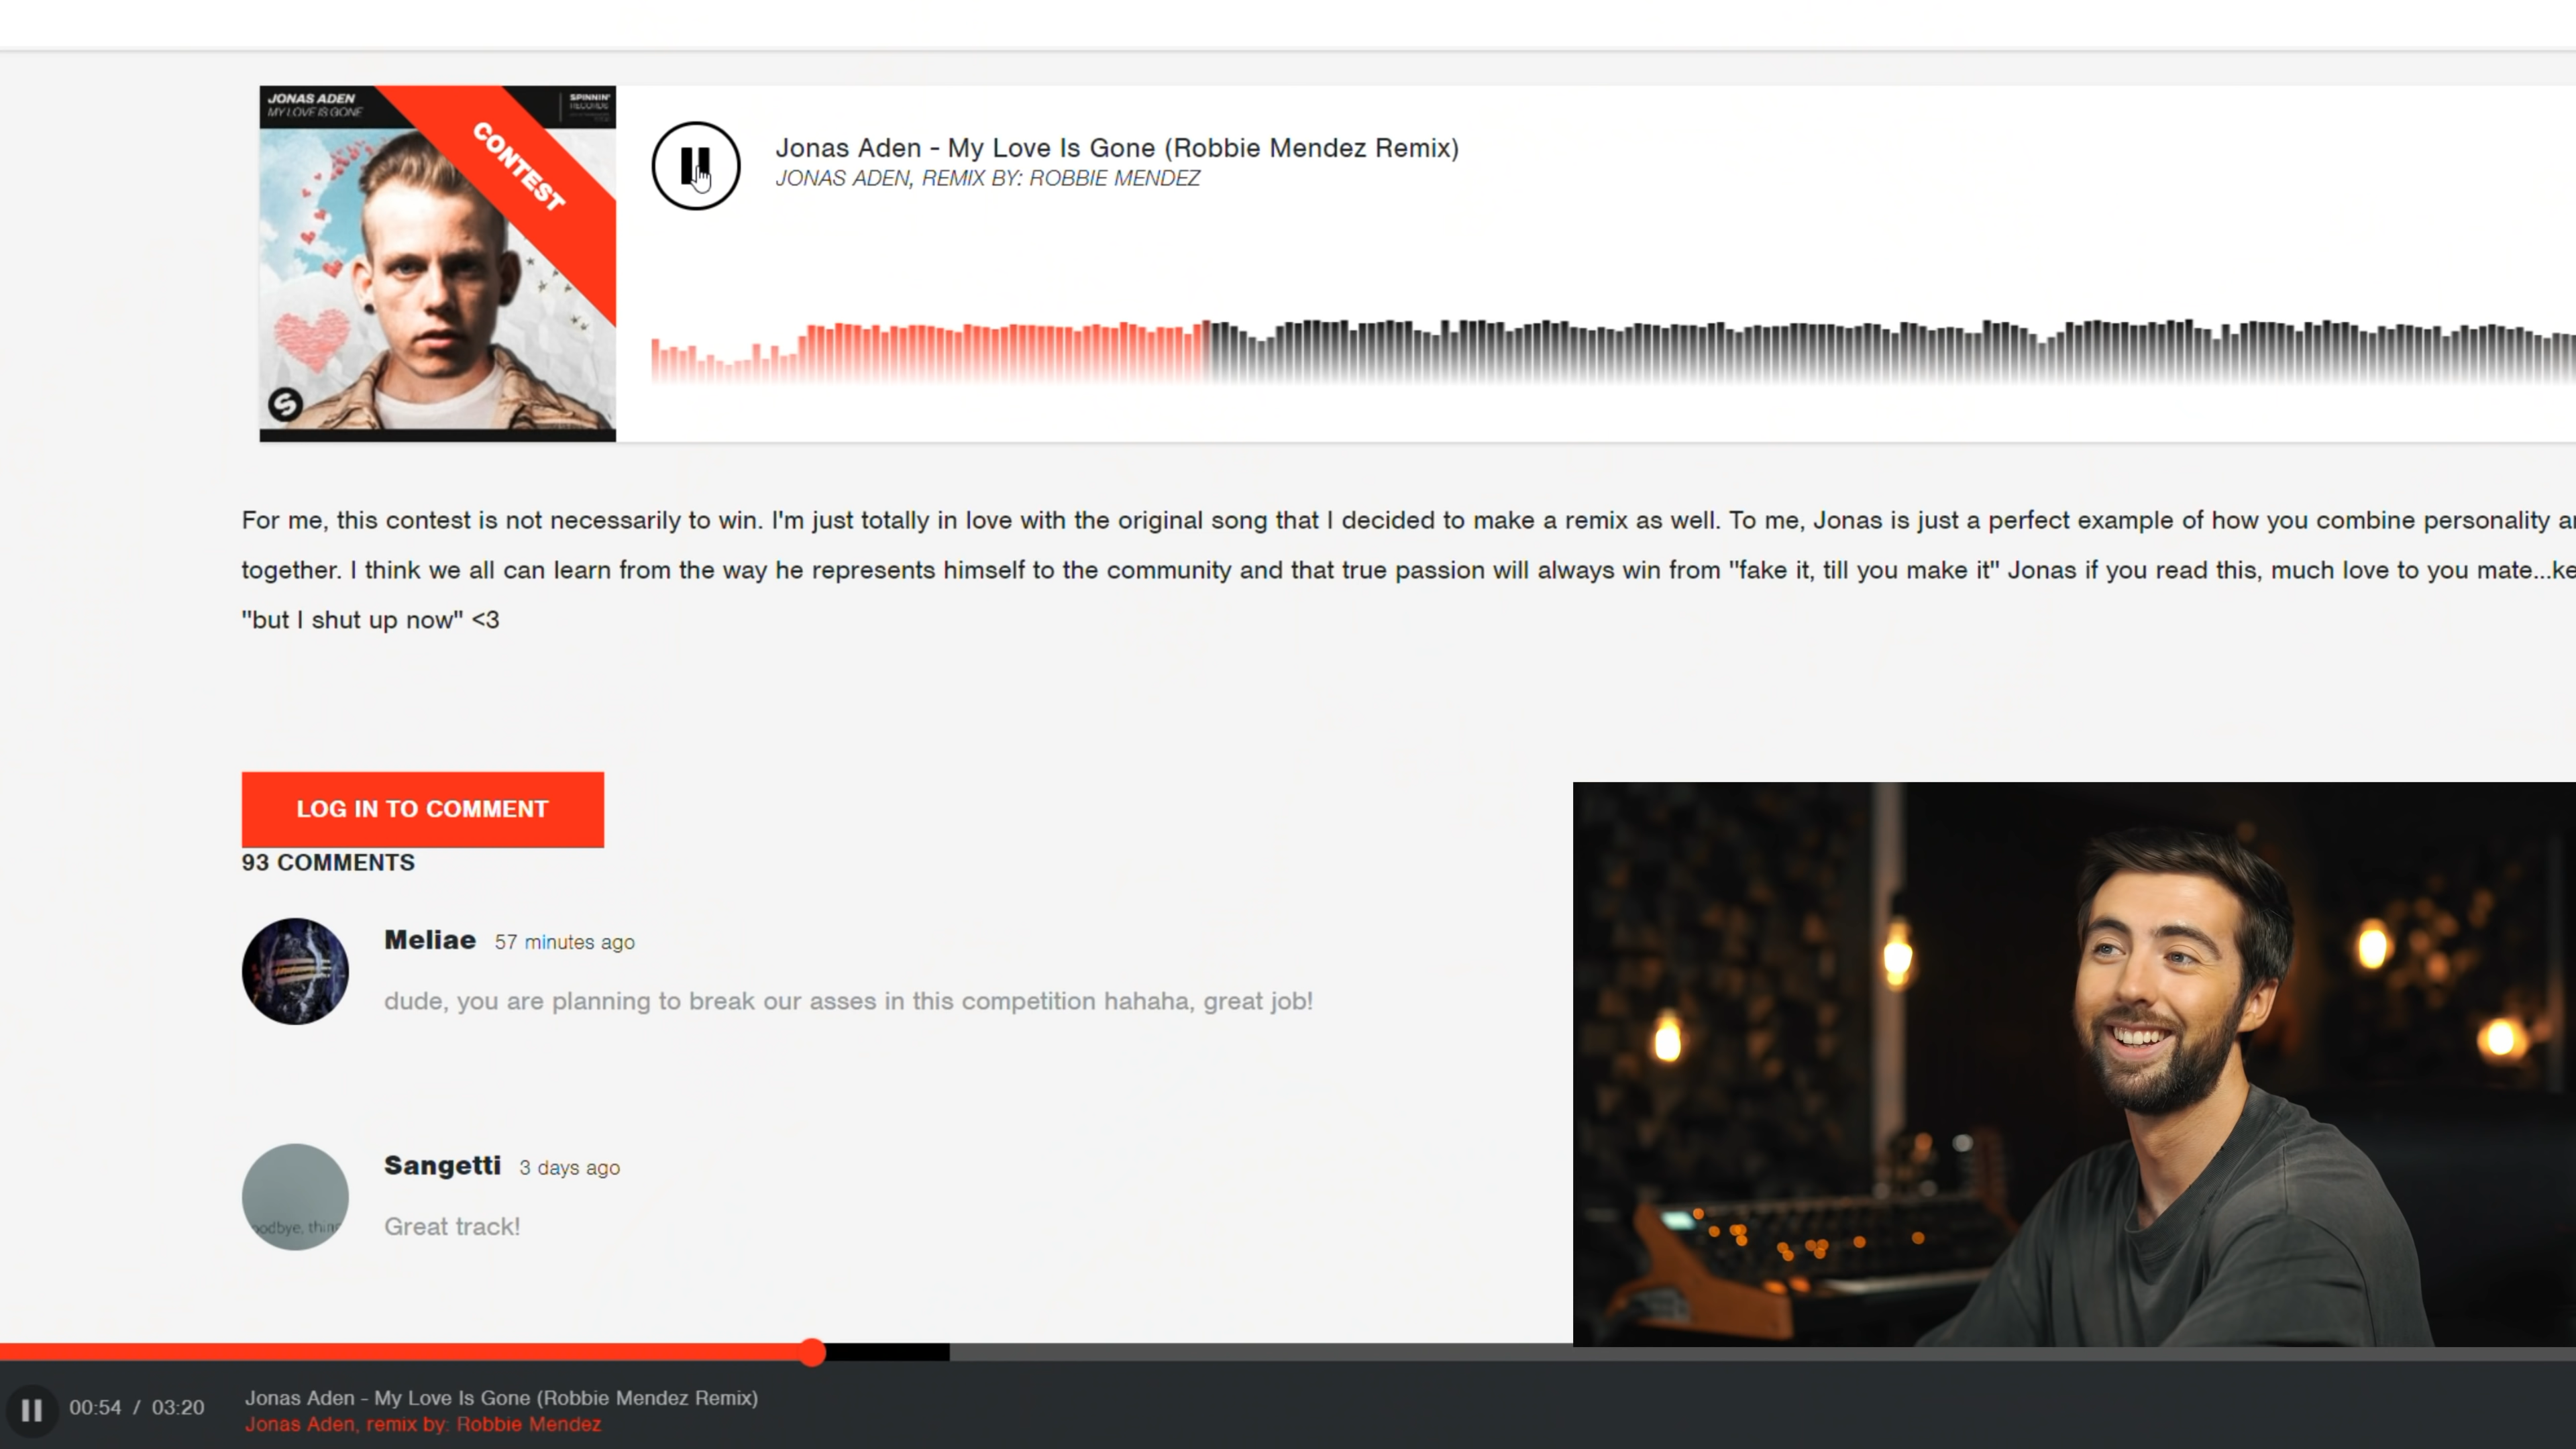 JONAS ADEN
MY LOVE IS GONE
SPINNIN'
RECORDS
CONTEST
Jonas Aden - My Love Is Gone (Robbie Mendez Remix)
JONAS ADEN, REMIX BY: ROBBIE MENDEZ
For me, this contest is not necessarily to win. I'm just totally in love with the original song that I decided to make a remix as well. To me, Jonas is just a perfect example of how you combine personality
together. I think we all can learn from the way he represents himself to the community and that true passion will always win from "fake it, till you make it" Jonas if you read this, much love to you mate...
"but I shut up now" <3
LOG IN TO COMMENT
93 COMMENTS
Meliae 57 minutes ago
dude, you are planning to break our asses in this competition hahaha, great job!
Sangetti 3 days ago
Great track!
00:54 / 03:20
Jonas Aden - My Love Is Gone (Robbie Mendez Remix)
Jonas Aden, remix by: Robbie Mendez